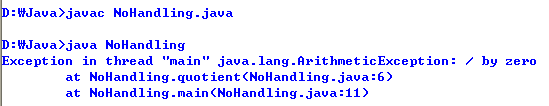 D:₩Java>javac NoHandling.java
D:₩Java>java NoHandling
Exception in thread "main" java.lang.ArithmeticException: / by zero
        at NoHandling.quotient(NoHandling.java:6)
        at NoHandling.main(NoHandling.java:11)